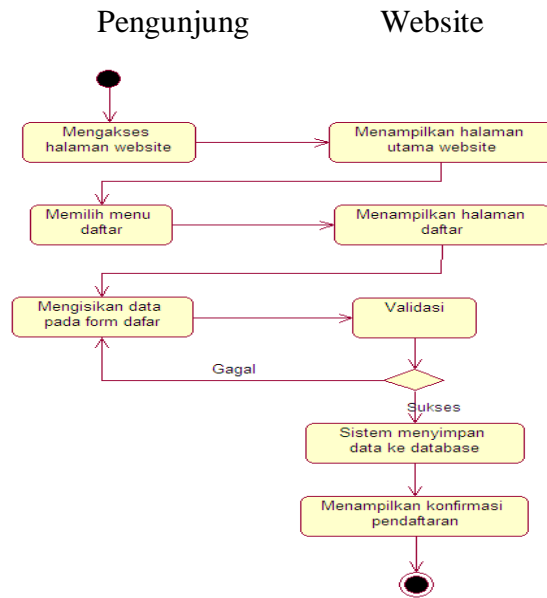 Pengunjung
Website
Mengakses
halaman website
Menampilkan halaman
utama website
Memilih menu
daftar
Menampilkan halaman
daftar
Mengisikan data
pada form dafar
Validasi
Gagal
Sukses
Sistem menyimpan
data ke database
Menampilkan konfirmasi
pendaftaran